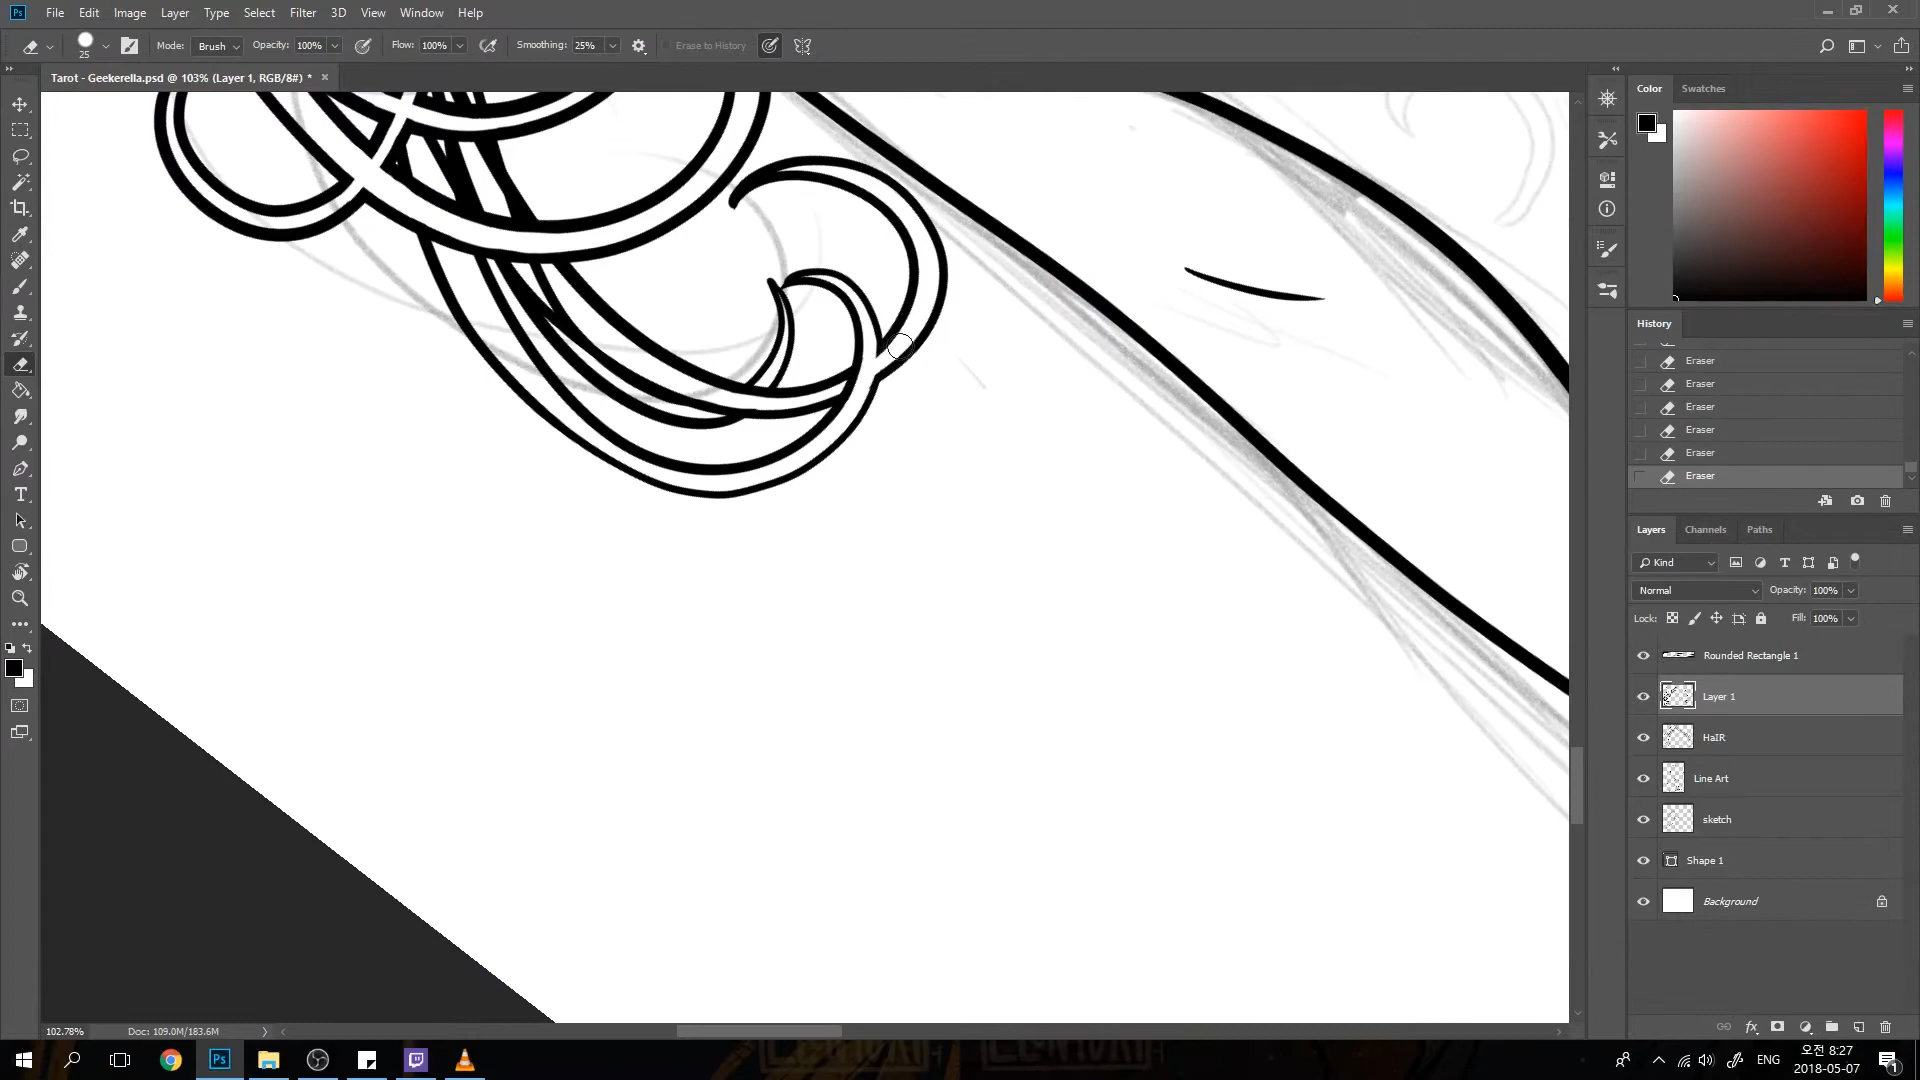 Ps File Edit Image Layer Type Select Filter 3D View Window Help
25 Mode: Brush Opacity: 100% Flow: 100% Smoothing: 25% Erase to History
Tarot - Geekerella.psd @ 103% (Layer 1, RGB/8#) *
Color Swatches
History
Eraser
Eraser
Eraser
Eraser
Eraser
Eraser
Layers Channels Paths
Kind
Normal Opacity: 100%
Lock: Fill: 100%
Rounded Rectangle 1
Layer 1
HaIR
Line Art
sketch
Shape 1
Background
102.78% Doc: 109.0M/183.6M
Ps ENG 오전 8:27
2018-05-07
1